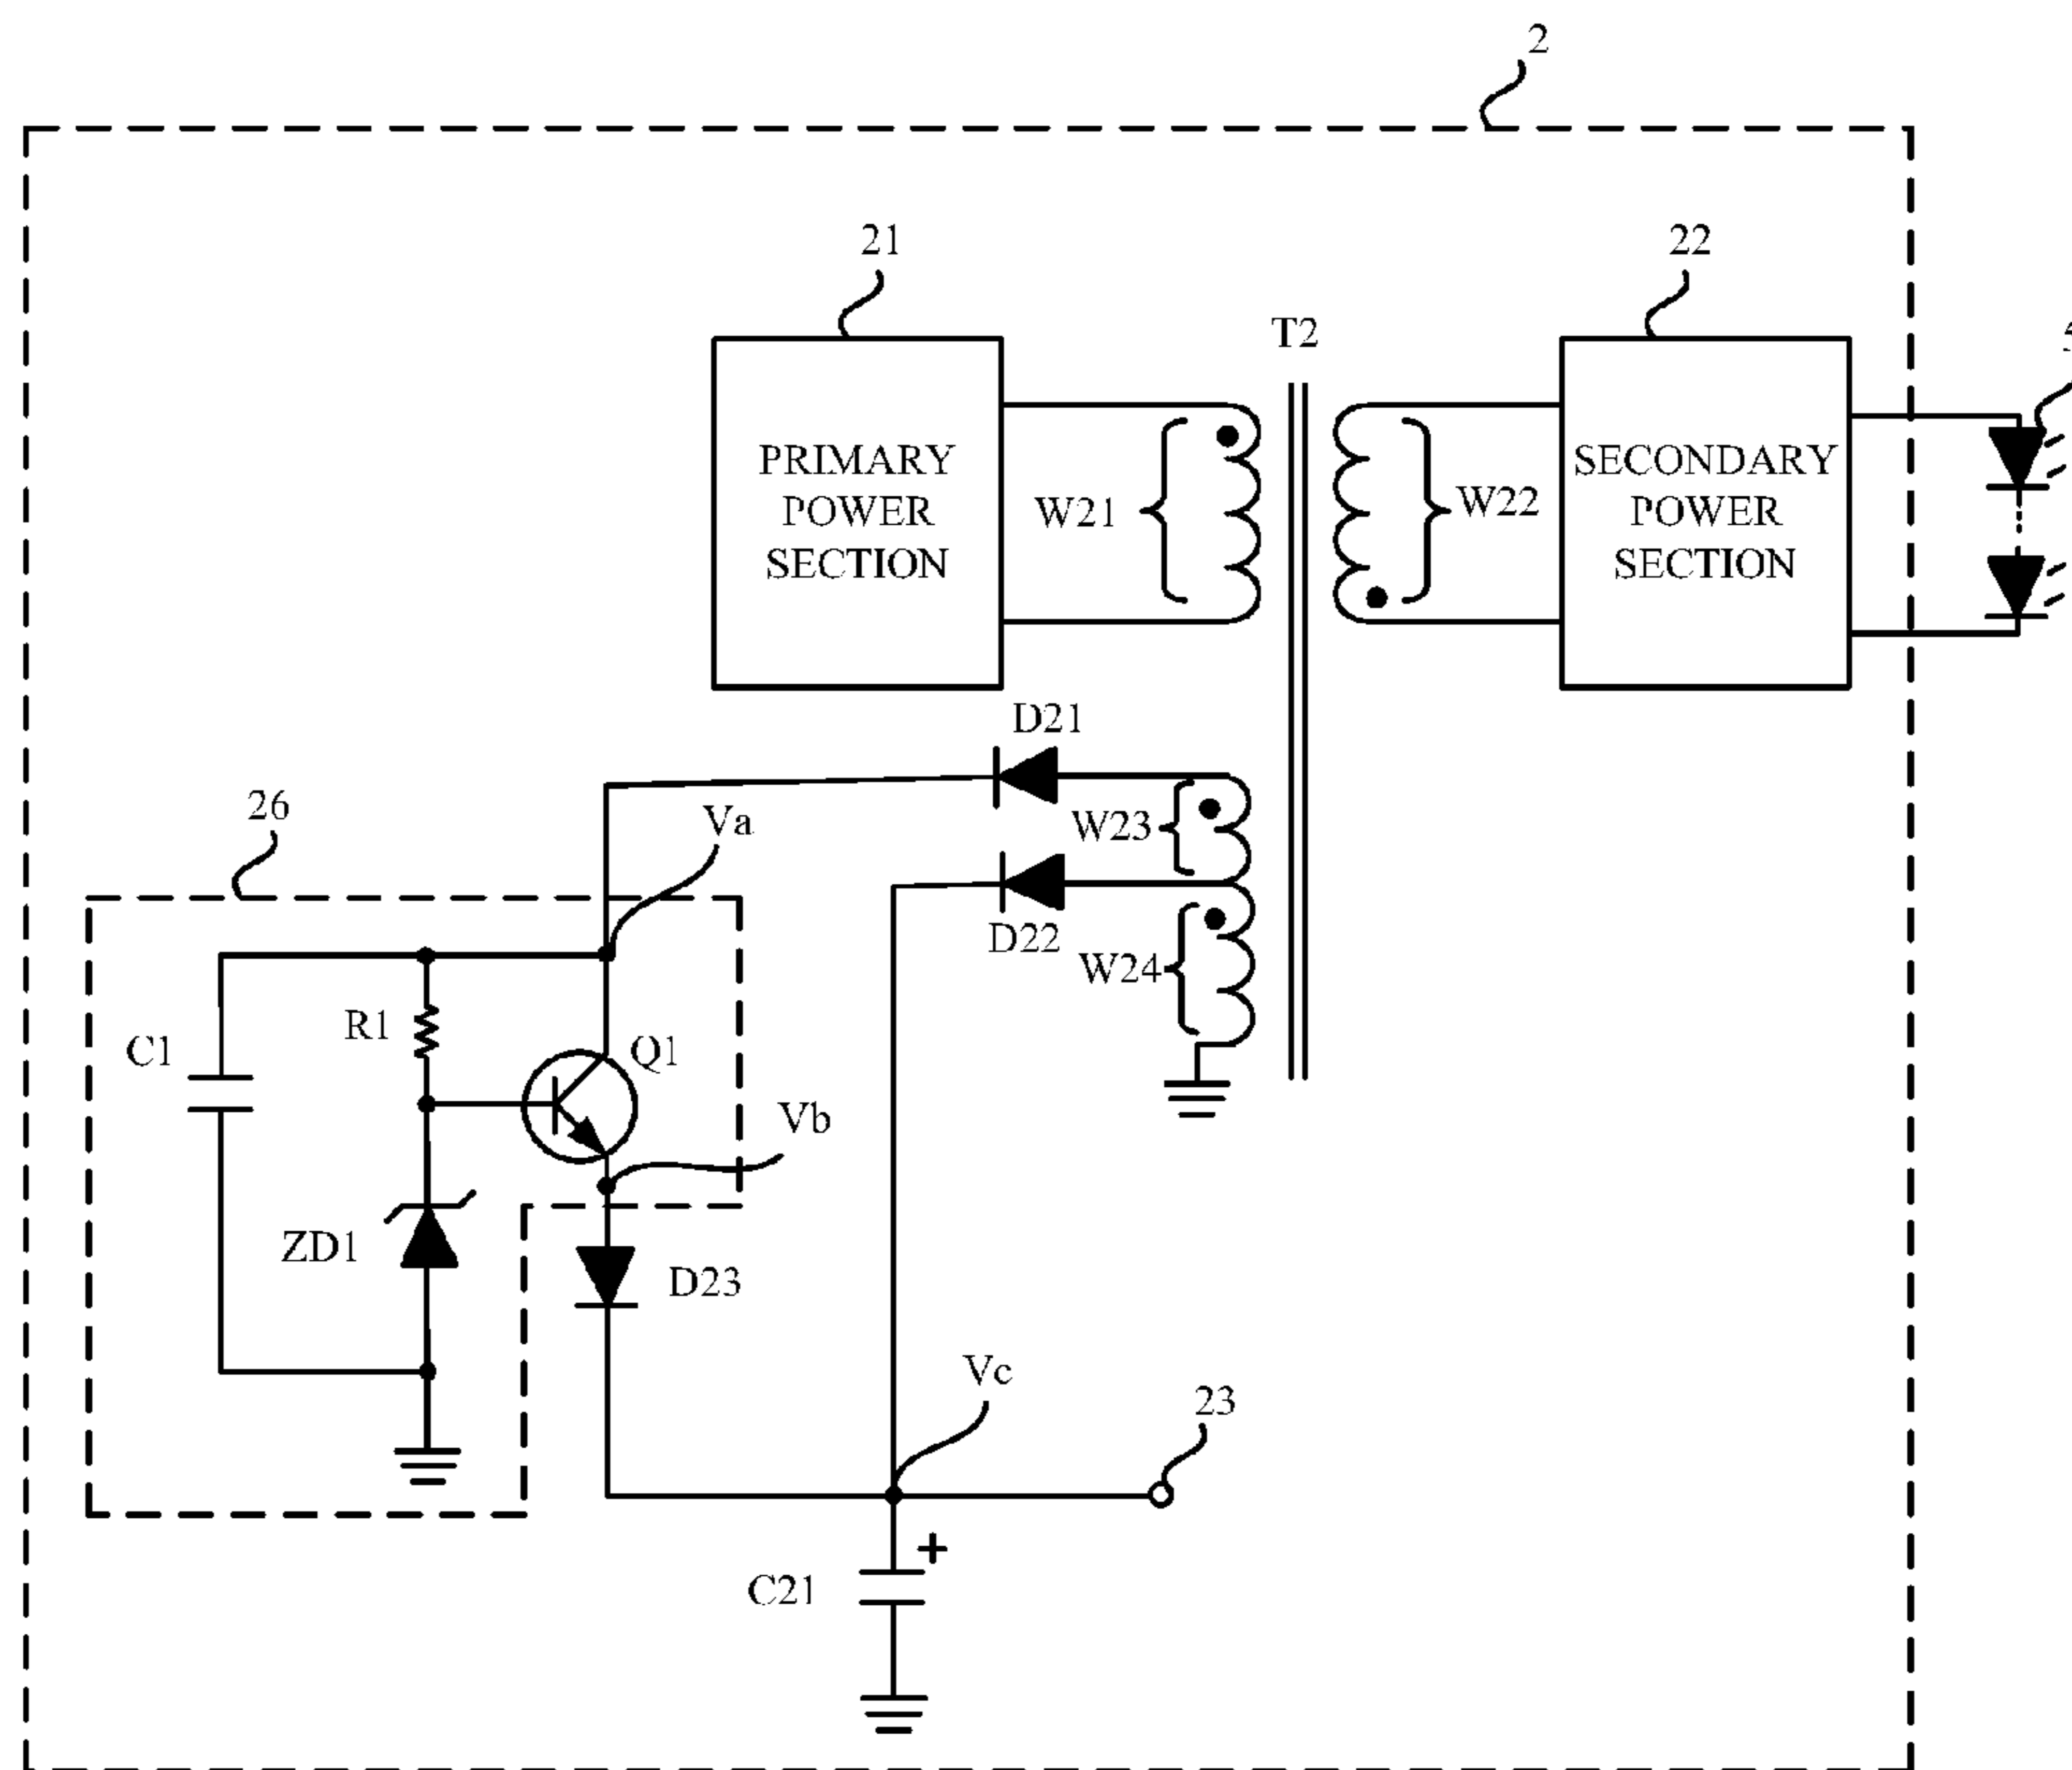 2
21
22
T2
PRIMARY
POWER
SECTION
W21
W22
SECONDARY
POWER
SECTION
D21
26
Va
W23
D22
W24
R1
C1
Q1
Vb
ZD1
D23
Vc
23
+
C21